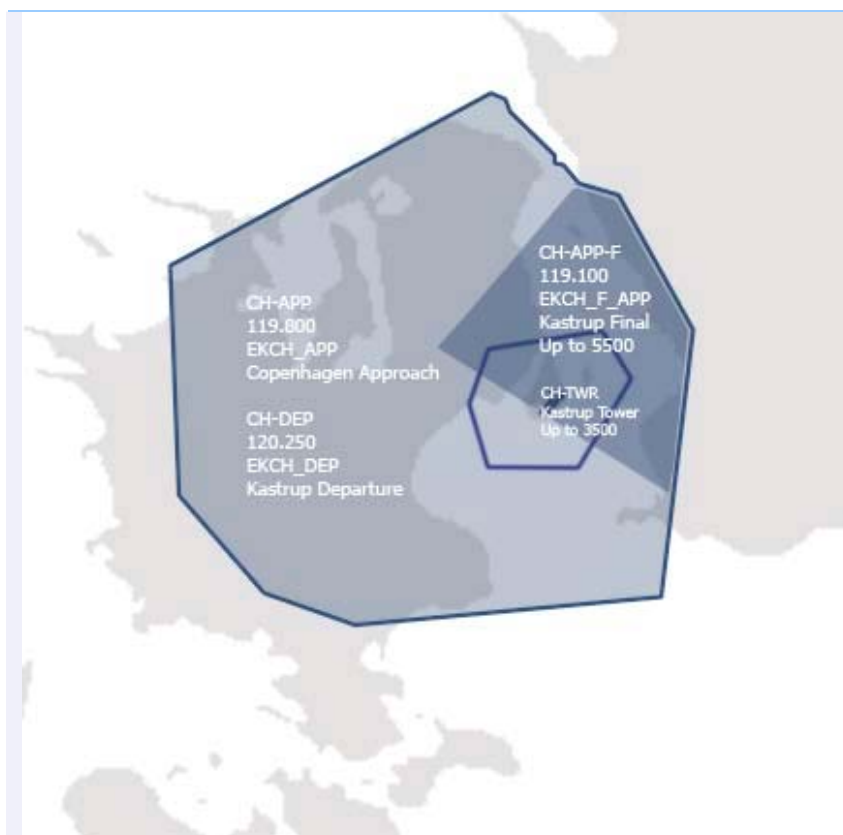 CH-APP
119.800
EKCH_APP
Copenhagen Approach
CH-DEP
120.250
EKCH_DEP
Kastrup Departure
CH-APP-F
119.100
EKCH_F_APP
Kastrup Final
Up to 5500
CH-TWR
Kastrup Tower
Up to 3500